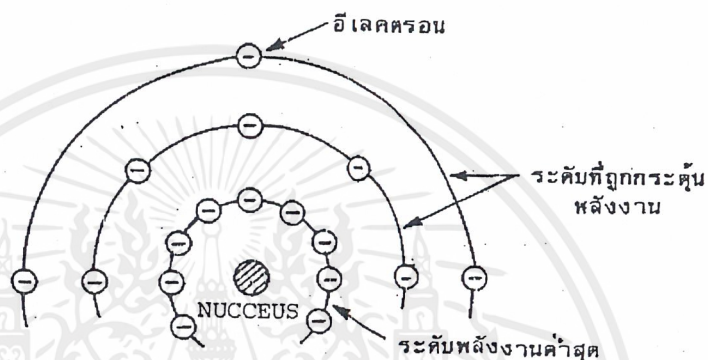 อีเลคตรอน
ระดับที่ถูกกระตุ้น
พลังงาน
NUCCEUS
ระดับพลังงานต่ำสุด